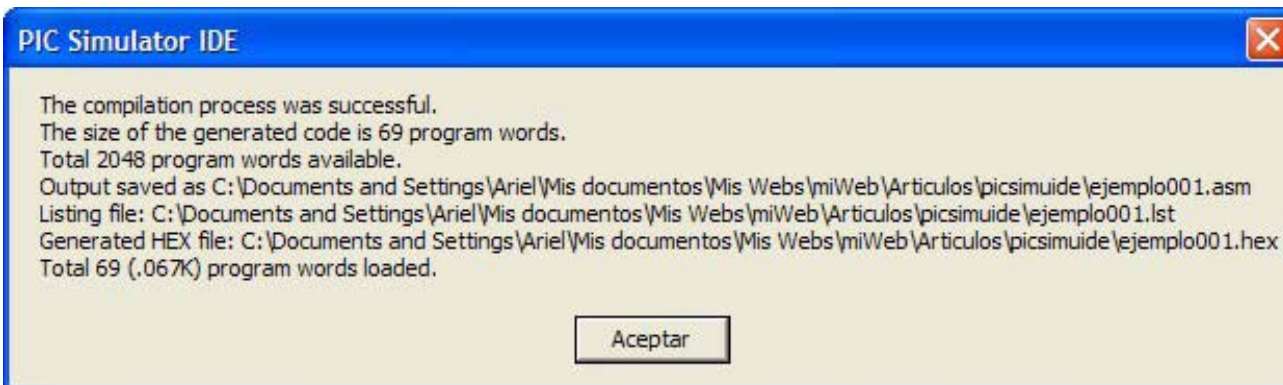 PIC Simulator IDE
The compilation process was successful.
The size of the generated code is 69 program words.
Total 2048 program words available.
Output saved as C:\Documents and Settings\Ariel\Mis documentos\Mis Webs\miWeb\Articulos\picsimuide\ejemplo001.asm
Listing file: C:\Documents and Settings\Ariel\Mis documentos\Mis Webs\miWeb\Articulos\picsimuide\ejemplo001.lst
Generated HEX file: C:\Documents and Settings\Ariel\Mis documentos\Mis Webs\miWeb\Articulos\picsimuide\ejemplo001.hex
Total 69 (.067K) program words loaded.
Aceptar